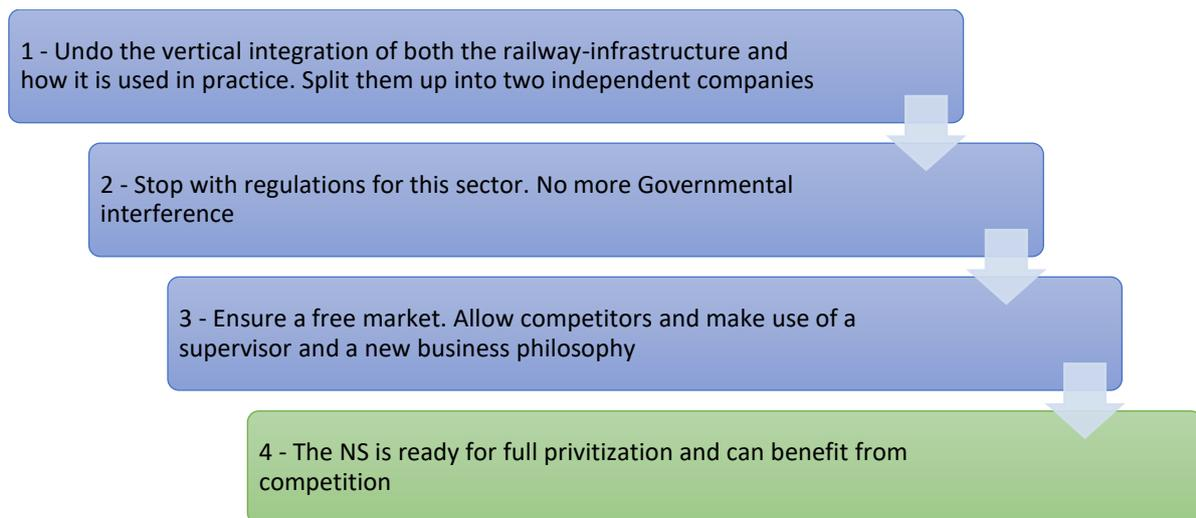 1 - Undo the vertical integration of both the railway-infrastructure and
how it is used in practice. Split them up into two independent companies
2 - Stop with regulations for this sector. No more Governmental
interference
3 - Ensure a free market. Allow competitors and make use of a
supervisor and a new business philosophy
4 - The NS is ready for full privitization and can benefit from
competition